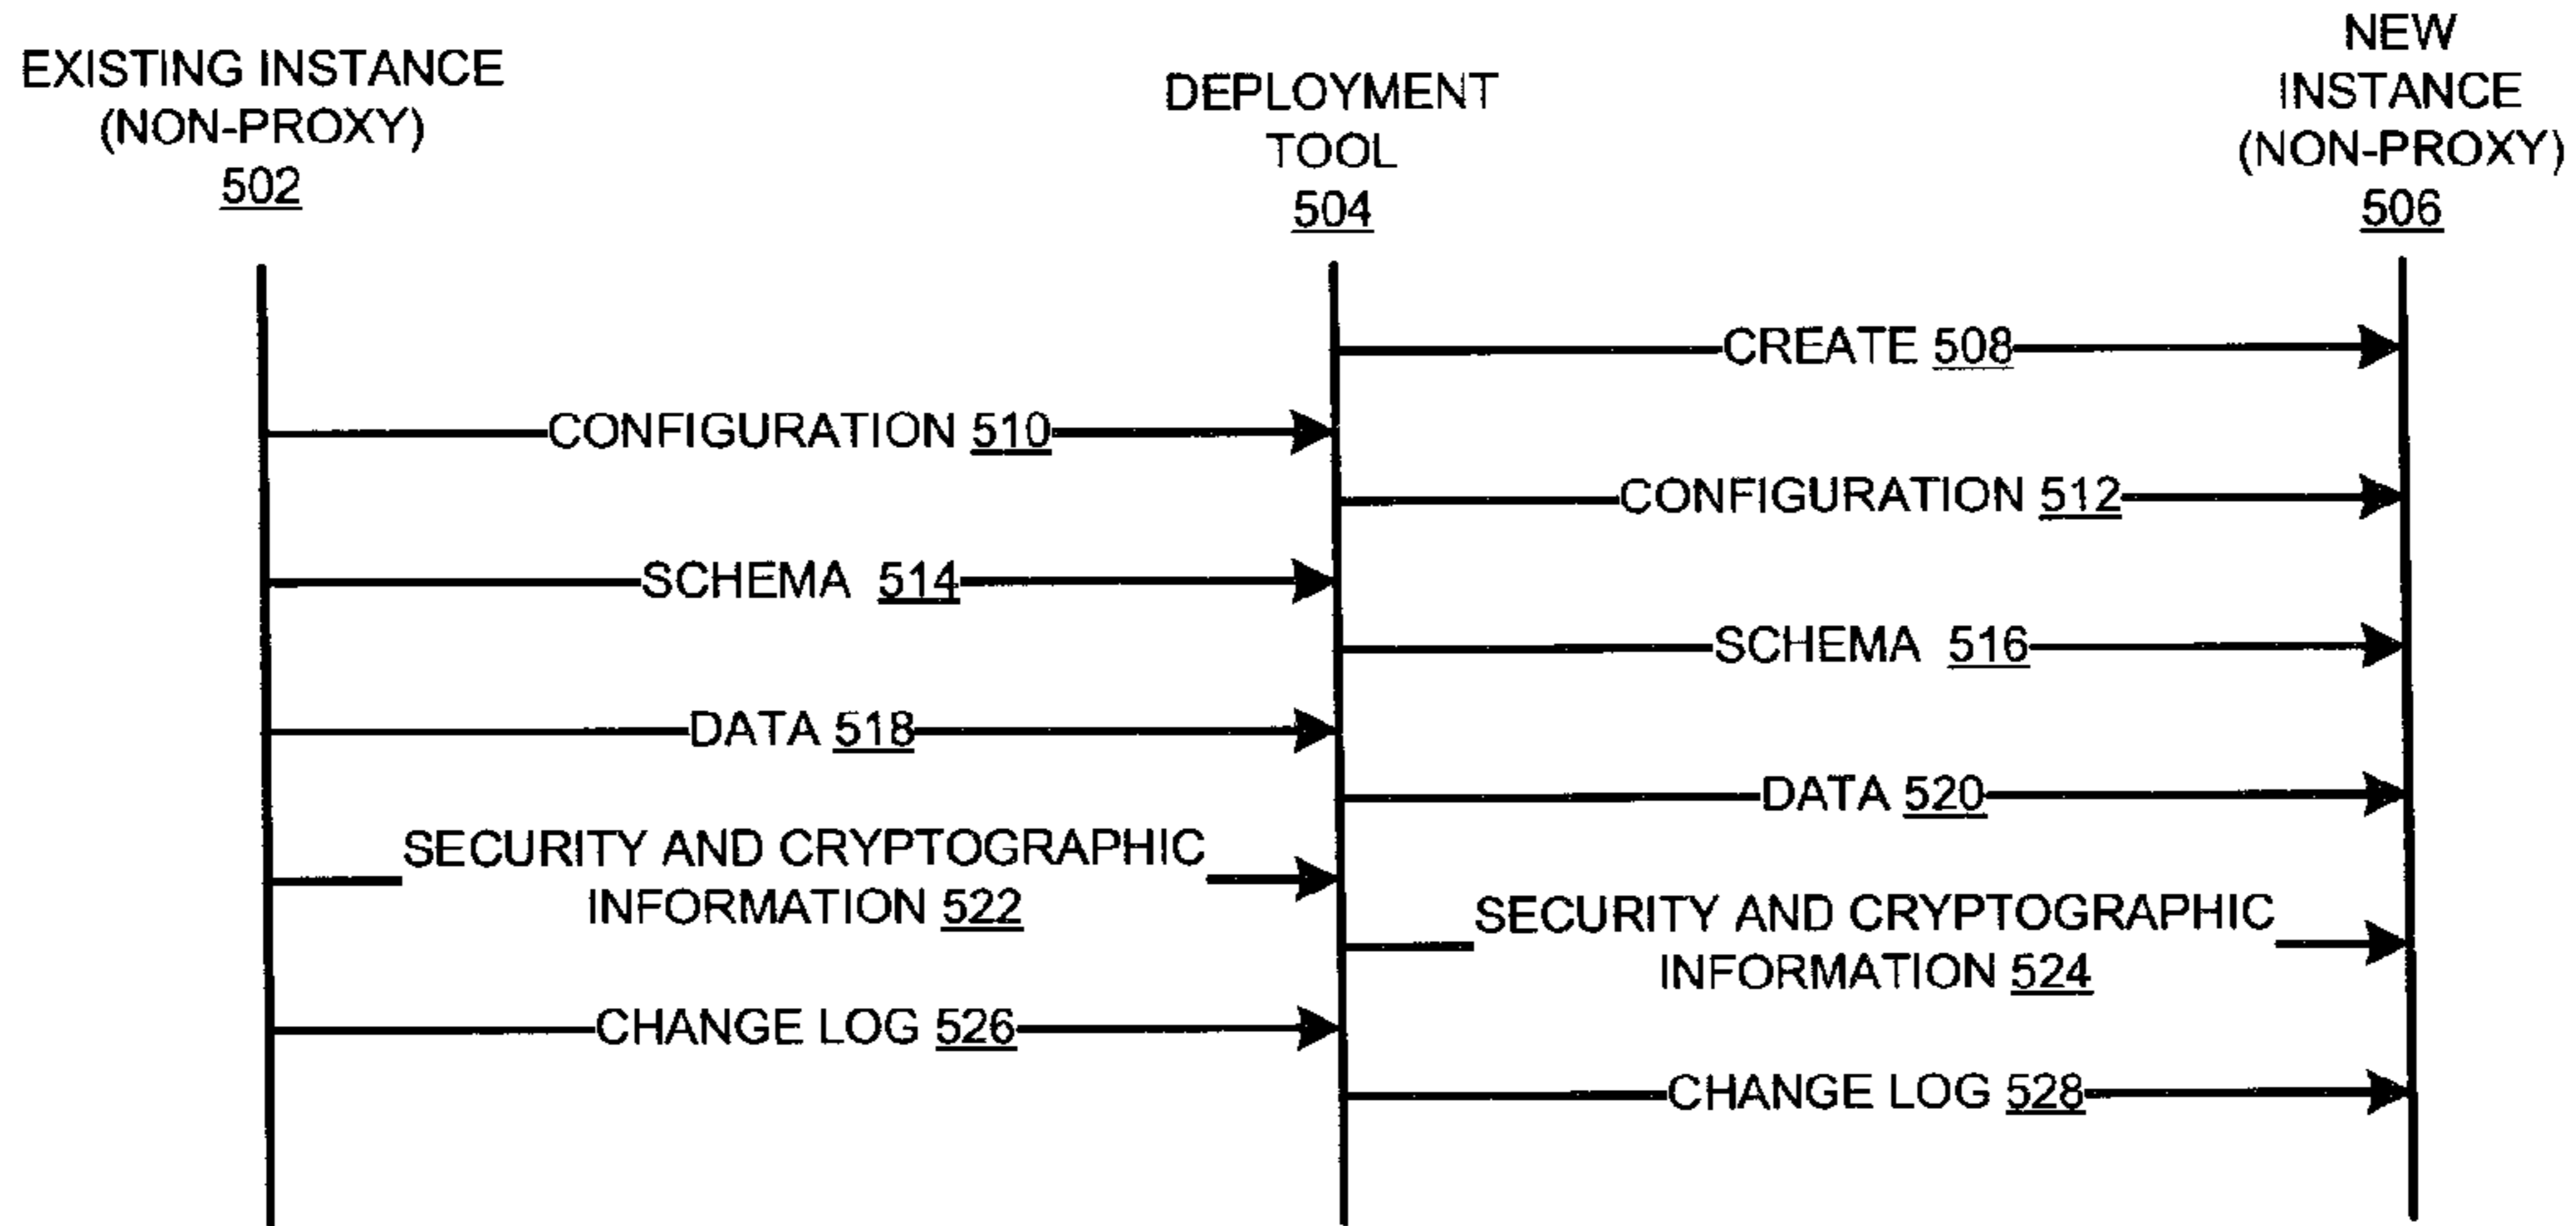 EXISTING INSTANCE
(NON-PROXY)
502
DEPLOYMENT
TOOL
504
NEW
INSTANCE
(NON-PROXY)
506
CREATE 508
CONFIGURATION 510
CONFIGURATION 512
SCHEMA 514
SCHEMA 516
DATA 518
DATA 520
SECURITY AND CRYPTOGRAPHIC
INFORMATION 522
SECURITY AND CRYPTOGRAPHIC
INFORMATION 524
CHANGE LOG 526
CHANGE LOG 528